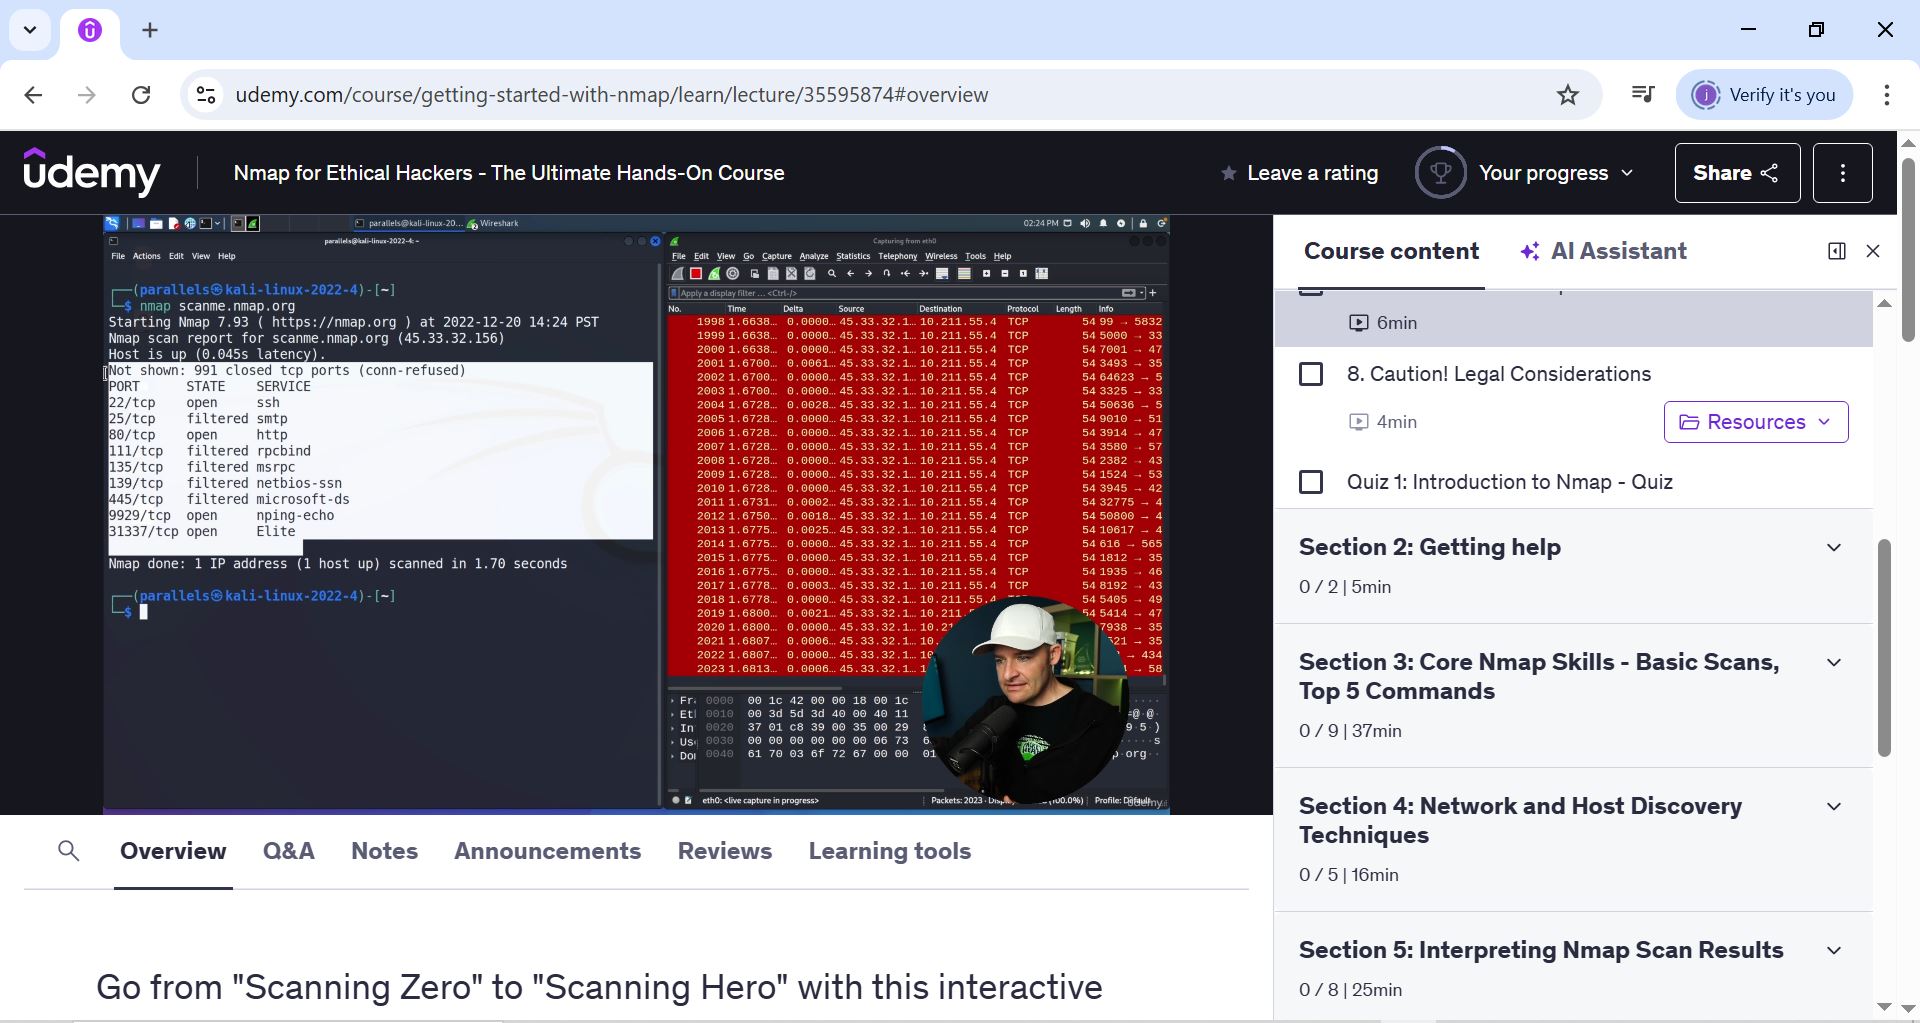 udemy.com/course/getting-started-with-nmap/learn/lecture/35595874#overview
Verify it's you
udemy
Nmap for Ethical Hackers - The Ultimate Hands-On Course
Leave a rating
Your progress
Share
parallels@kali-linux-20...
Wireshark
02:24 PM
parallels@kali-linux-2022-4: ~
File Actions Edit View Help
(parallels㉿kali-linux-2022-4)-[~]
$ nmap scanme.nmap.org
Starting Nmap 7.93 ( https://nmap.org ) at 2022-12-20 14:24 PST
Nmap scan report for scanme.nmap.org (45.33.32.156)
Host is up (0.045s latency).
Not shown: 991 closed tcp ports (conn-refused)
PORT STATE SERVICE
22/tcp open ssh
25/tcp filtered smtp
80/tcp open http
111/tcp filtered rpcbind
135/tcp filtered msrpc
139/tcp filtered netbios-ssn
445/tcp filtered microsoft-ds
9929/tcp open nping-echo
31337/tcp open Elite
Nmap done: 1 IP address (1 host up) scanned in 1.70 seconds
(parallels㉿kali-linux-2022-4)-[~]
$
Capturing from eth0
File Edit View Go Capture Analyze Statistics Telephony Wireless Tools Help
Apply a display filter ... <Ctrl-/>
No. Time Delta Source Destination Protocol Length Info
1998 1.6638... 0.0000... 45.33.32.1... 10.211.55.4 TCP 54 99 → 5832
1999 1.6638... 0.0000... 45.33.32.1... 10.211.55.4 TCP 54 5000 → 33
2000 1.6638... 0.0000... 45.33.32.1... 10.211.55.4 TCP 54 7001 → 47
2001 1.6700... 0.0061... 45.33.32.1... 10.211.55.4 TCP 54 3493 → 35
2002 1.6700... 0.0000... 45.33.32.1... 10.211.55.4 TCP 54 64623 → 5
2003 1.6700... 0.0000... 45.33.32.1... 10.211.55.4 TCP 54 3325 → 33
2004 1.6728... 0.0028... 45.33.32.1... 10.211.55.4 TCP 54 50636 → 5
2005 1.6728... 0.0000... 45.33.32.1... 10.211.55.4 TCP 54 9010 → 51
2006 1.6728... 0.0000... 45.33.32.1... 10.211.55.4 TCP 54 3914 → 47
2007 1.6728... 0.0000... 45.33.32.1... 10.211.55.4 TCP 54 3580 → 57
2008 1.6728... 0.0000... 45.33.32.1... 10.211.55.4 TCP 54 2382 → 43
2009 1.6728... 0.0000... 45.33.32.1... 10.211.55.4 TCP 54 1524 → 53
2010 1.6728... 0.0000... 45.33.32.1... 10.211.55.4 TCP 54 3945 → 42
2011 1.6731... 0.0002... 45.33.32.1... 10.211.55.4 TCP 54 32775 → 4
2012 1.6750... 0.0018... 45.33.32.1... 10.211.55.4 TCP 54 50800 → 4
2013 1.6775... 0.0025... 45.33.32.1... 10.211.55.4 TCP 54 10617 → 4
2014 1.6775... 0.0000... 45.33.32.1... 10.211.55.4 TCP 54 616 → 565
2015 1.6775... 0.0000... 45.33.32.1... 10.211.55.4 TCP 54 1812 → 35
2016 1.6775... 0.0000... 45.33.32.1... 10.211.55.4 TCP 54 1935 → 46
2017 1.6778... 0.0003... 45.33.32.1... 10.211.55.4 TCP 54 8192 → 43
2018 1.6778... 0.0000... 45.33.32.1... 10.211.55.4 TCP 54 5405 → 49
2019 1.6800... 0.0021... 45.33.32.1... 10.211.55.4 TCP 54 5414 → 47
2020 1.6800... 0.0000... 45.33.32.1... 10.21 7938 → 35
2021 1.6807... 0.0006... 45.33.32.1... 10.2 521 → 35
2022 1.6807... 0.0000... 45.33.32.1... 10.2 → 434
2023 1.6813... 0.0006... 45.33.32.1... → 58
Fr 0000 00 1c 42 00 00 18 00 1c
Et 0010 00 3d 5d 3d 40 00 40 11
In 0020 37 01 c8 39 00 35 00 29
Use 0030 00 00 00 00 00 00 06 73
Dom 0040 61 70 03 6f 72 67 00 00 org
eth0: <live capture in progress>
Packets: 2023
(100.0%)
Profile: Default
udemy
Course content
AI Assistant
6min
8. Caution! Legal Considerations
4min
Resources
Quiz 1: Introduction to Nmap - Quiz
Section 2: Getting help
0 / 2 | 5min
Section 3: Core Nmap Skills - Basic Scans,
Top 5 Commands
0 / 9 | 37min
Section 4: Network and Host Discovery
Techniques
0 / 5 | 16min
Section 5: Interpreting Nmap Scan Results
0 / 8 | 25min
Overview
Q&A
Notes
Announcements
Reviews
Learning tools
Go from "Scanning Zero" to "Scanning Hero" with this interactive